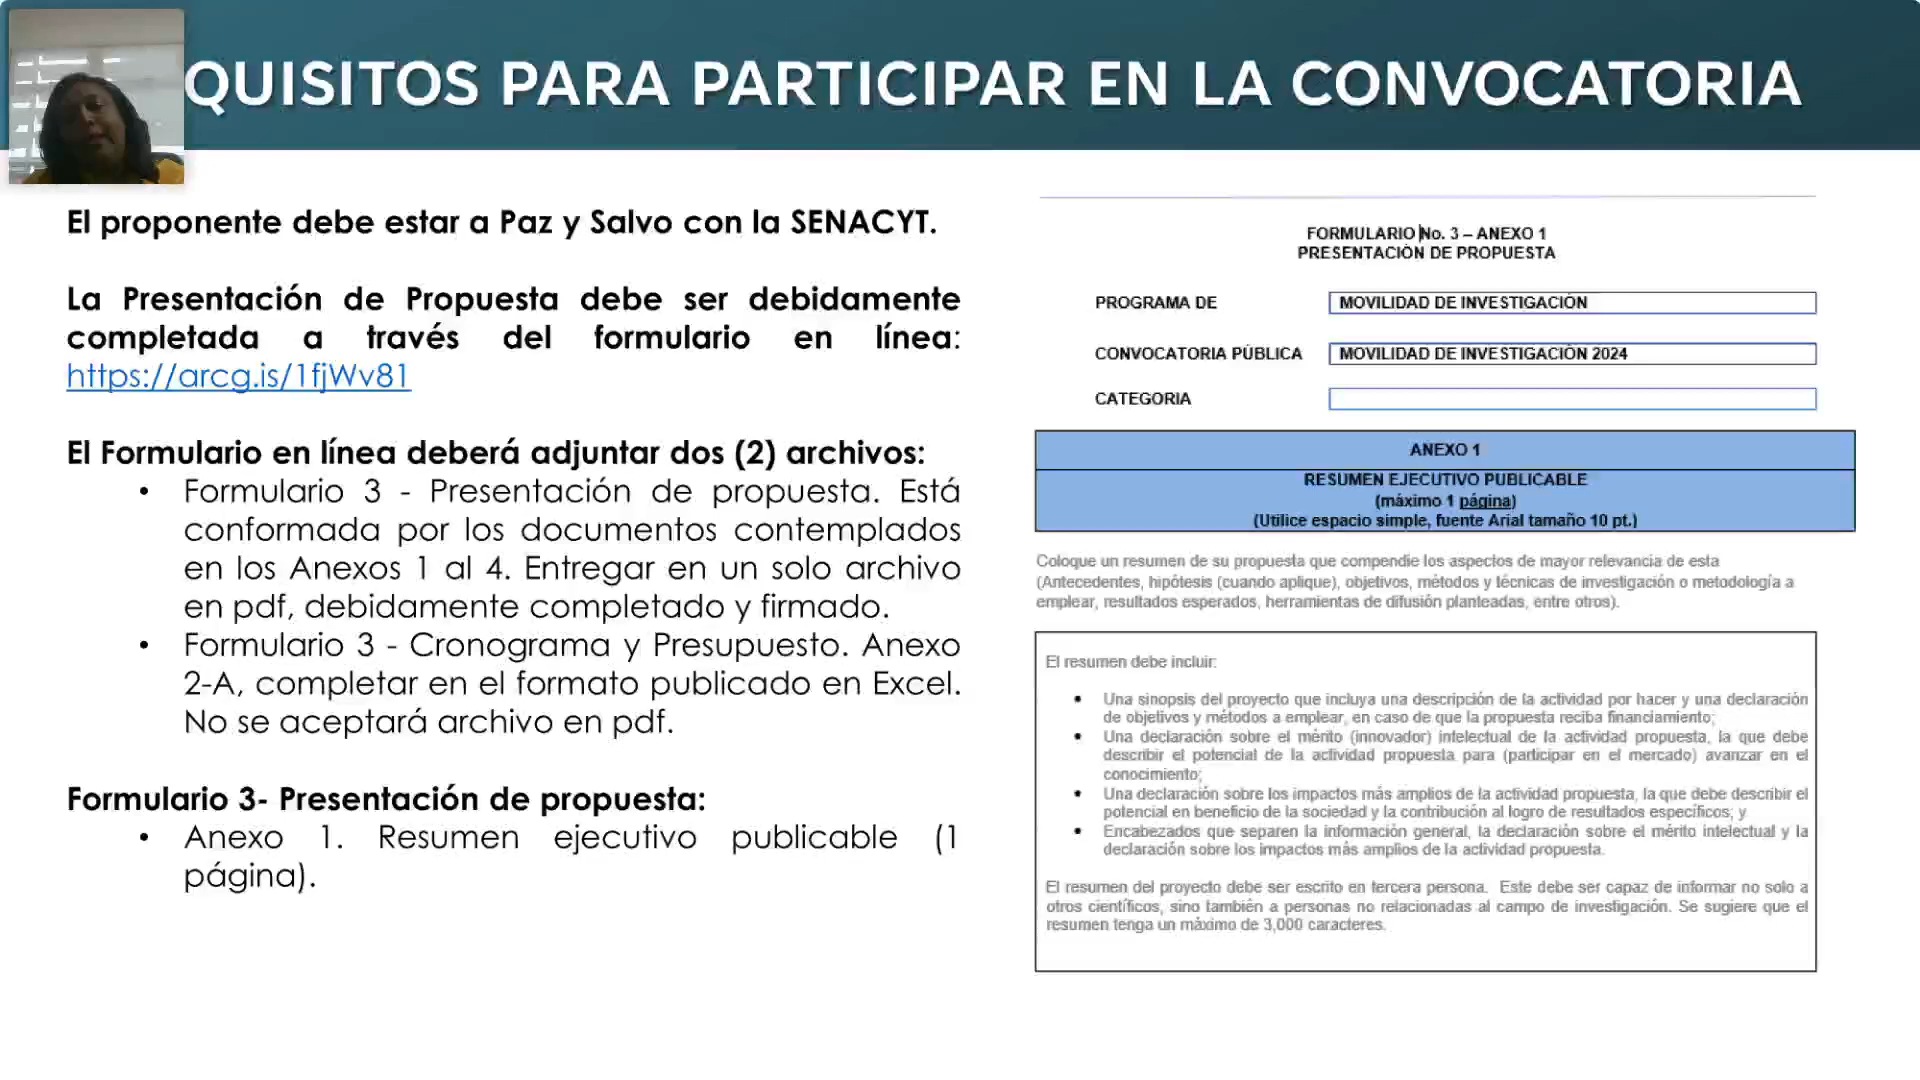 QUISITOS PARA PARTICIPAR EN LA CONVOCATORIA
El proponente debe estar a Paz y Salvo con la SENACYT.
La Presentación de Propuesta debe ser debidamente
completada a través del formulario en línea:
https://arcg.is/1fjWv81
El Formulario en línea deberá adjuntar dos (2) archivos:
• Formulario 3 - Presentación de propuesta. Está
conformada por los documentos contemplados
en los Anexos 1 al 4. Entregar en un solo archivo
en pdf, debidamente completado y firmado.
• Formulario 3 - Cronograma y Presupuesto. Anexo
2-A, completar en el formato publicado en Excel.
No se aceptará archivo en pdf.
Formulario 3- Presentación de propuesta:
• Anexo 1. Resumen ejecutivo publicable (1
página).
FORMULARIO No. 3 – ANEXO 1
PRESENTACIÓN DE PROPUESTA
PROGRAMA DE MOVILIDAD DE INVESTIGACIÓN
CONVOCATORIA PÚBLICA MOVILIDAD DE INVESTIGACIÓN 2024
CATEGORIA
ANEXO 1
RESUMEN EJECUTIVO PUBLICABLE
(máximo 1 página)
(Utilice espacio simple, fuente Arial tamaño 10 pt.)
Coloque un resumen de su propuesta que compendie los aspectos de mayor relevancia de esta
(Antecedentes, hipótesis (cuando aplique), objetivos, métodos y técnicas de investigación o metodología a
emplear, resultados esperados, herramientas de difusión planteadas, entre otros).
El resumen debe incluir:
• Una sinopsis del proyecto que incluya una descripción de la actividad por hacer y una declaración
de objetivos y métodos a emplear, en caso de que la propuesta reciba financiamiento;
• Una declaración sobre el mérito (innovador) intelectual de la actividad propuesta, la que debe
describir el potencial de la actividad propuesta para (participar en el mercado) avanzar en el
conocimiento;
• Una declaración sobre los impactos más amplios de la actividad propuesta, la que debe describir el
potencial en beneficio de la sociedad y la contribución al logro de resultados específicos; y
• Encabezados que separen la información general, la declaración sobre el mérito intelectual y la
declaración sobre los impactos más amplios de la actividad propuesta.
El resumen del proyecto debe ser escrito en tercera persona. Este debe ser capaz de informar no solo a
otros científicos, sino también a personas no relacionadas al campo de investigación. Se sugiere que el
resumen tenga un máximo de 3,000 caracteres.